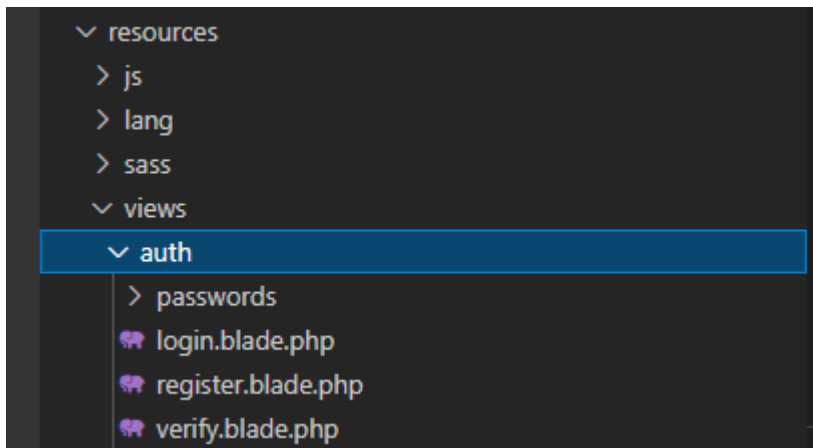 resources
js
lang
sass
views
auth
passwords
login.blade.php
register.blade.php
verify.blade.php